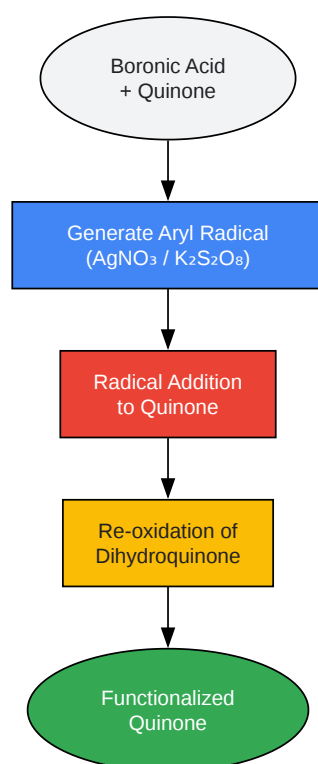 Boronic Acid
+ Quinone
Generate Aryl Radical
(AgNO₃ / K₂S₂O₈)
Radical Addition
to Quinone
Re-oxidation of
Dihydroquinone
Functionalized
Quinone